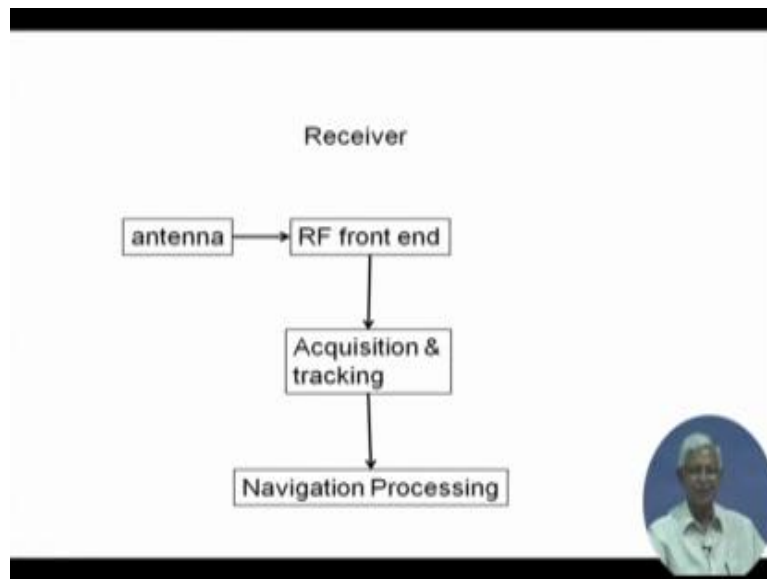 Receiver
antenna
RF front end
Acquisition &
tracking
Navigation Processing